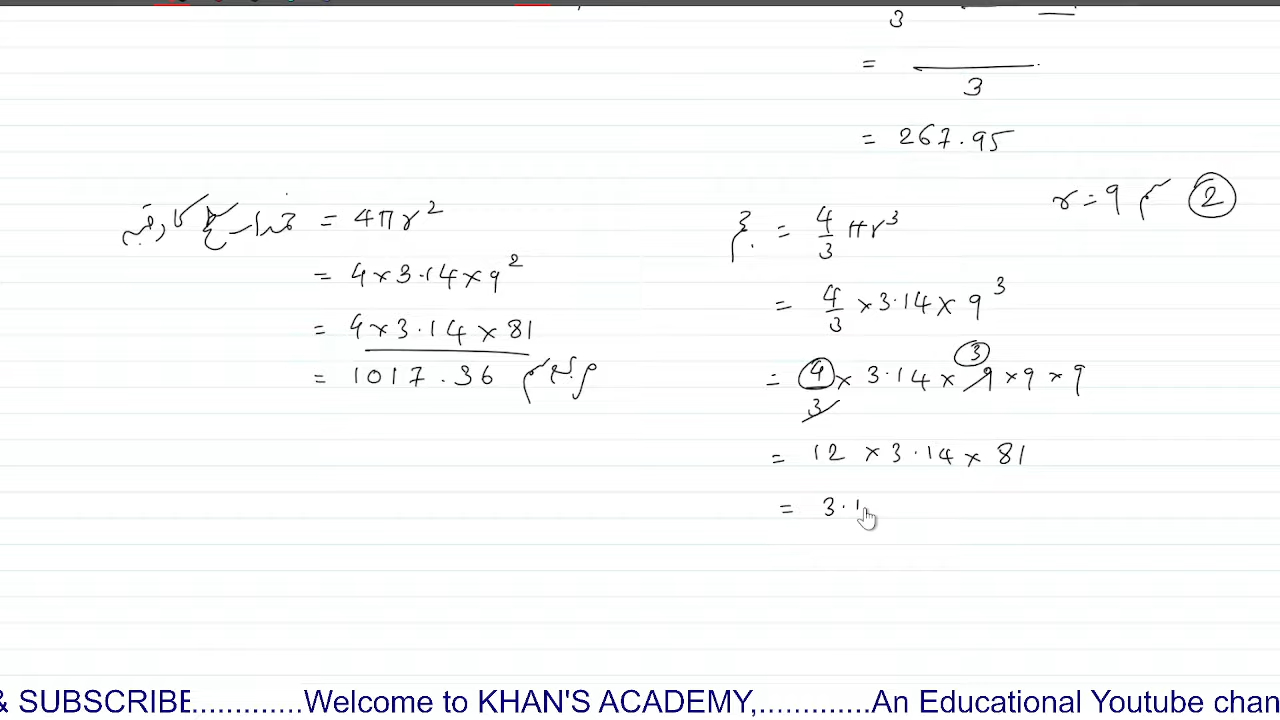 3
=
3
= 267.95
r = 9 سم ②
حجم = 4/3 πr³
= 4/3 × 3.14 × 9³
= 4/3 × 3.14 × 9 × 9 × 9
3
= 12 × 3.14 × 81
= 3.1
خمدار سطح کا رقبہ = 4πr²
= 4 × 3.14 × 9²
= 4 × 3.14 × 81
= 1017.36 مربع سم
& SUBSCRIBE.............Welcome to KHAN'S ACADEMY,.............An Educational Youtube chan